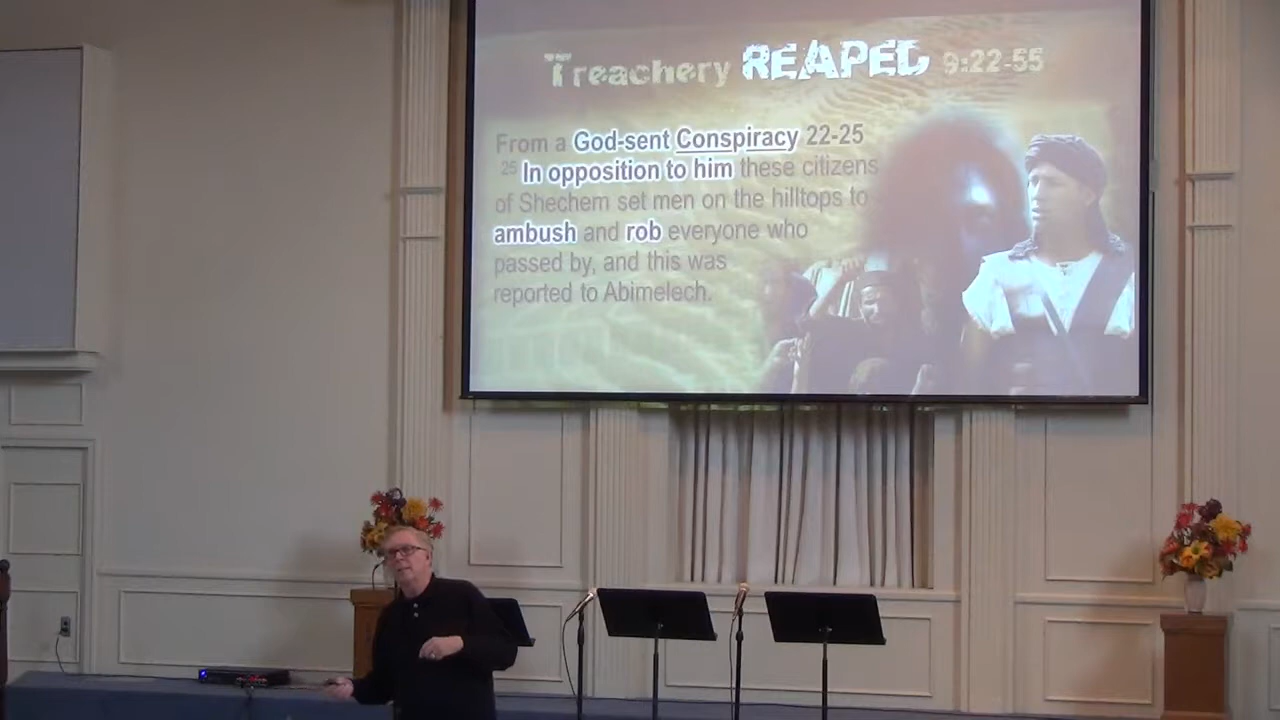 Treachery REAPED 9:22-55
From a God-sent Conspiracy 22-25
25 In opposition to him these citizens
of Shechem set men on the hilltops to
ambush and rob everyone who
passed by, and this was
reported to Abimelech.